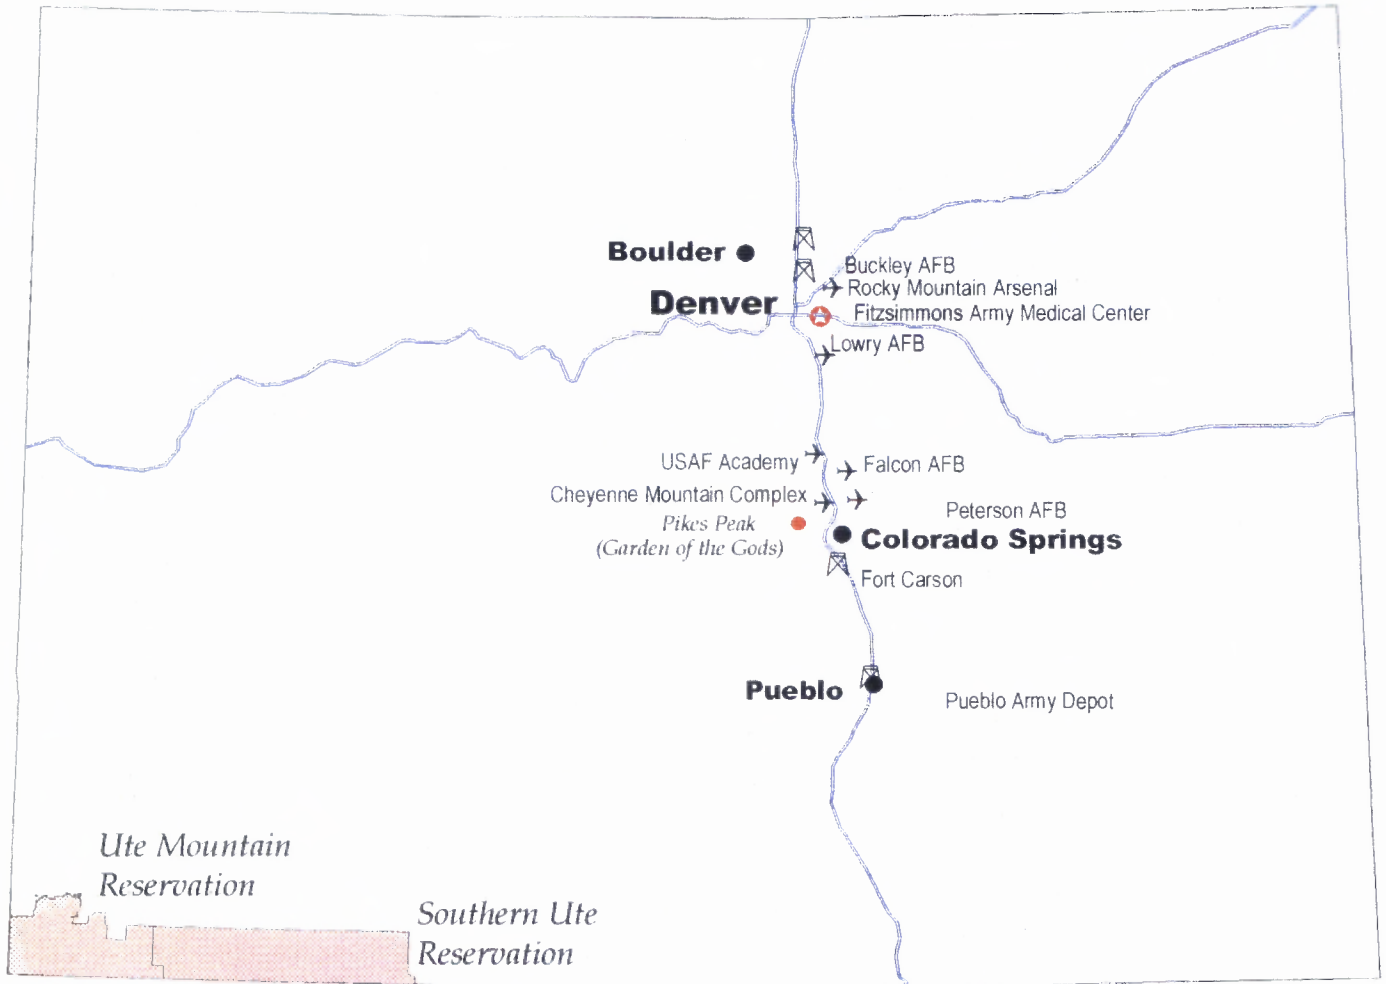 Boulder
Buckley AFB
Rocky Mountain Arsenal
Denver
Fitzsimmons Army Medical Center
Lowry AFB
USAF Academy
Falcon AFB
Cheyenne Mountain Complex
Peterson AFB
Pikes Peak
(Garden of the Gods)
Colorado Springs
Fort Carson
Pueblo
Pueblo Army Depot
Ute Mountain
Reservation
Southern Ute
Reservation